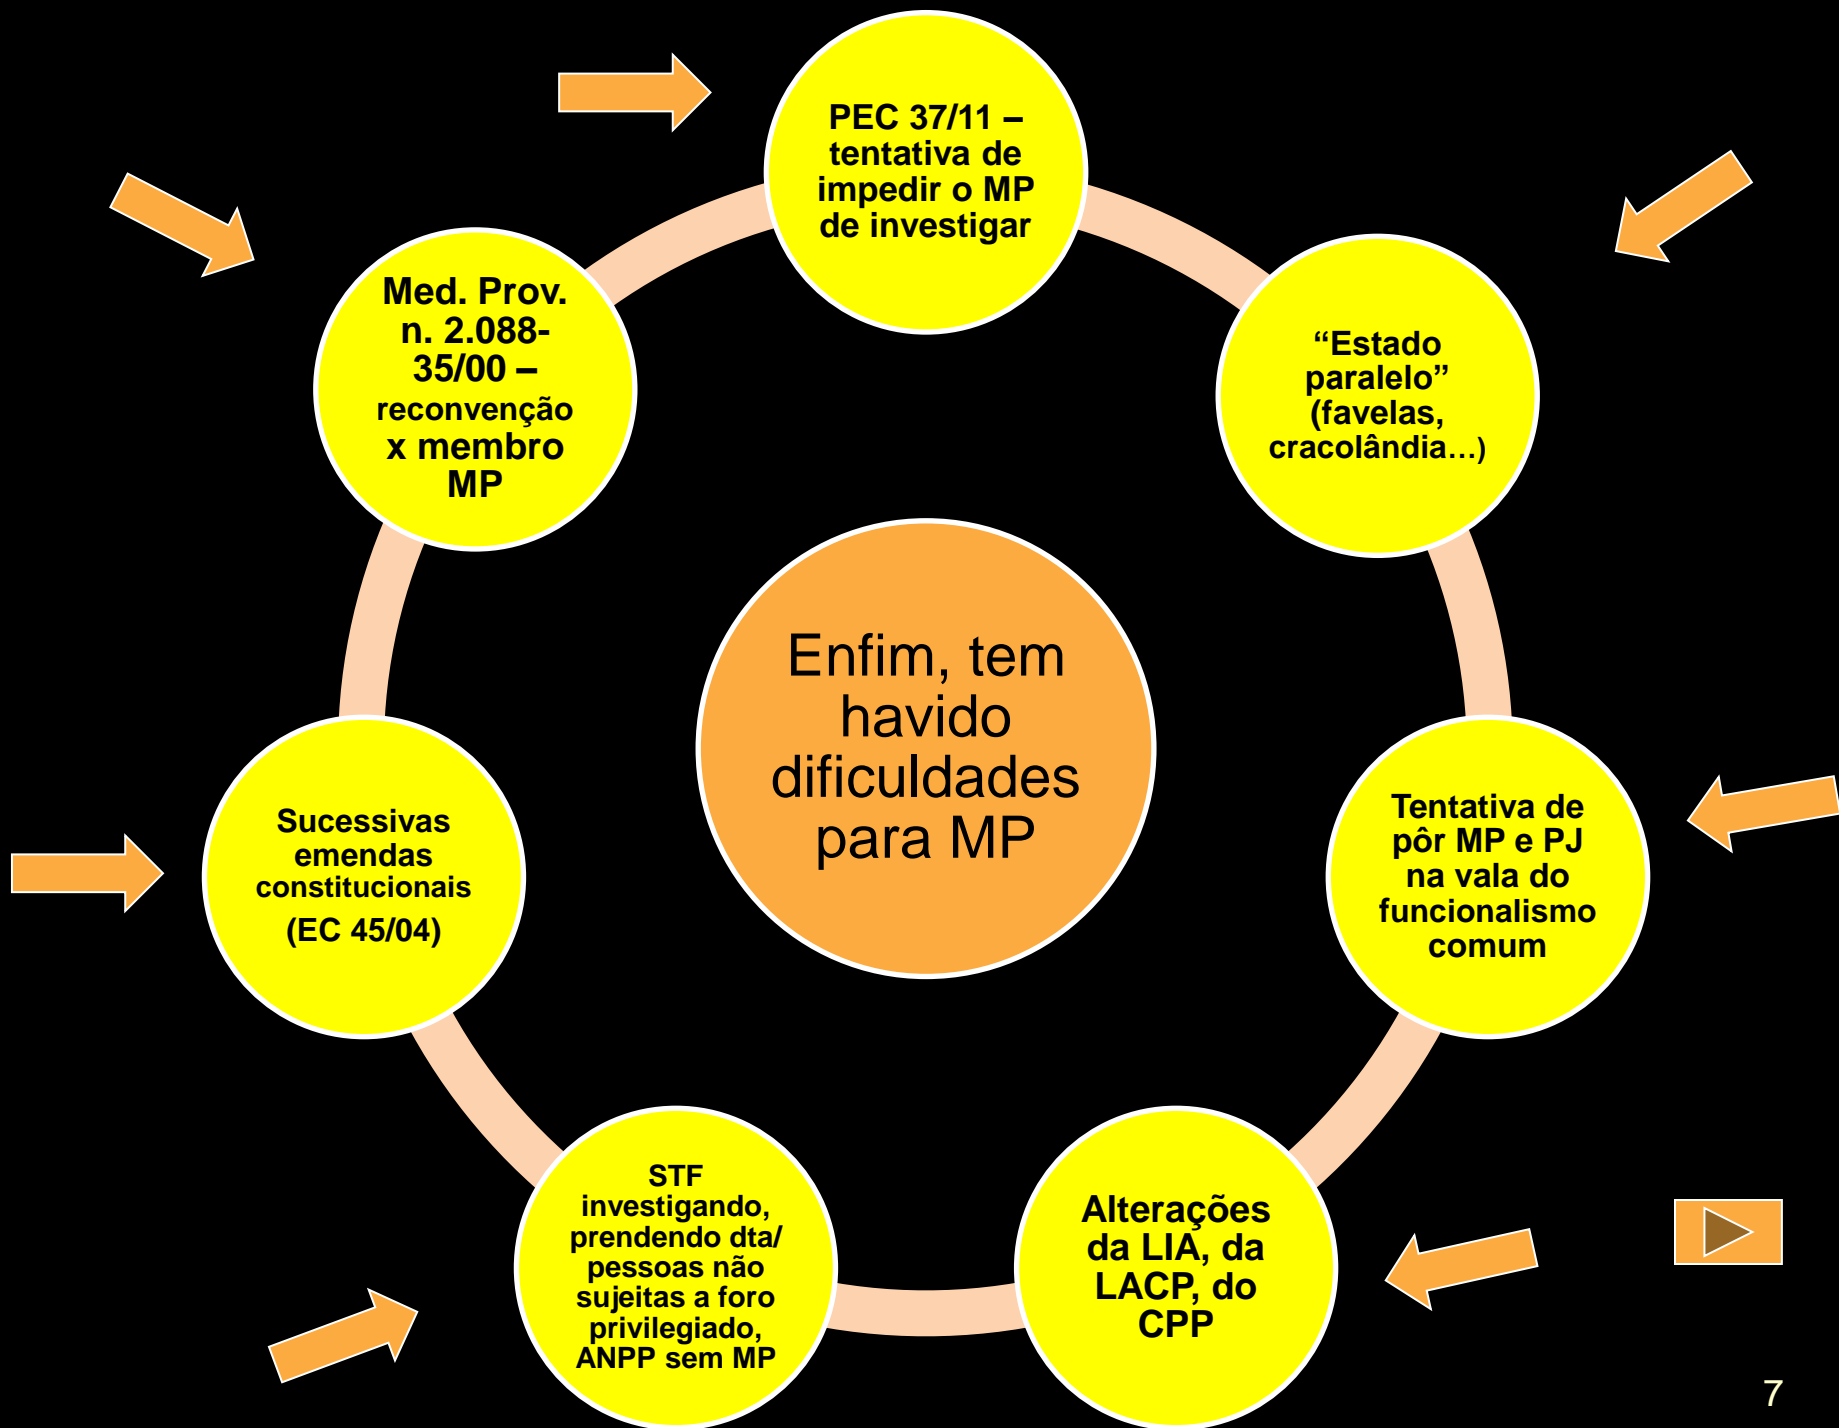 PEC 37/11 –
tentativa de
impedir o MP
de investigar
“Estado
paralelo”
(favelas,
cracolândia…)
Tentativa de
pôr MP e PJ
na vala do
funcionalismo
comum
Alterações
da LIA, da
LACP, do
CPP
STF
investigando,
prendendo dta/
pessoas não
sujeitas a foro
privilegiado,
ANPP sem MP
Sucessivas
emendas
constitucionais
(EC 45/04)
Med. Prov.
n. 2.088-
35/00 –
reconvenção
x membro
MP
Enfim, tem
havido
dificuldades
para MP
7